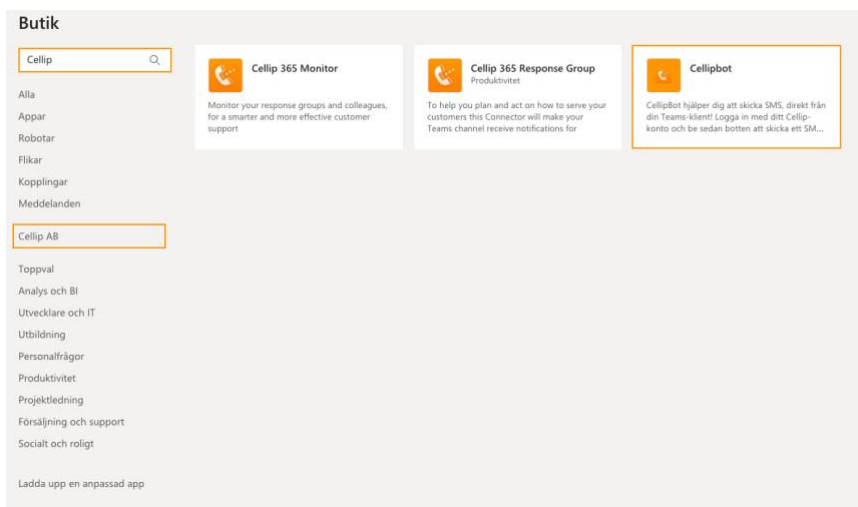 Butik
Cellip
Alla
Appar
Robotar
Flikar
Kopplingar
Meddelanden
Cellip AB
Toppval
Analys och BI
Utvecklare och IT
Utbildning
Personalfrågor
Produktivitet
Projektledning
Försäljning och support
Socialt och roligt
Ladda upp en anpassad app
Cellip 365 Monitor
Monitor your response groups and colleagues,
for a smarter and more effective customer
support
Cellip 365 Response Group
Produktivitet
To help you plan and act on how to serve your
customers this Connector will make your
Teams channel receive notifications for
Cellipbot
CellipBot hjälper dig att skicka SMS, direkt från
din Teams-klient! Logga in med ditt Cellip-
konto och be sedan botten att skicka ett SM...